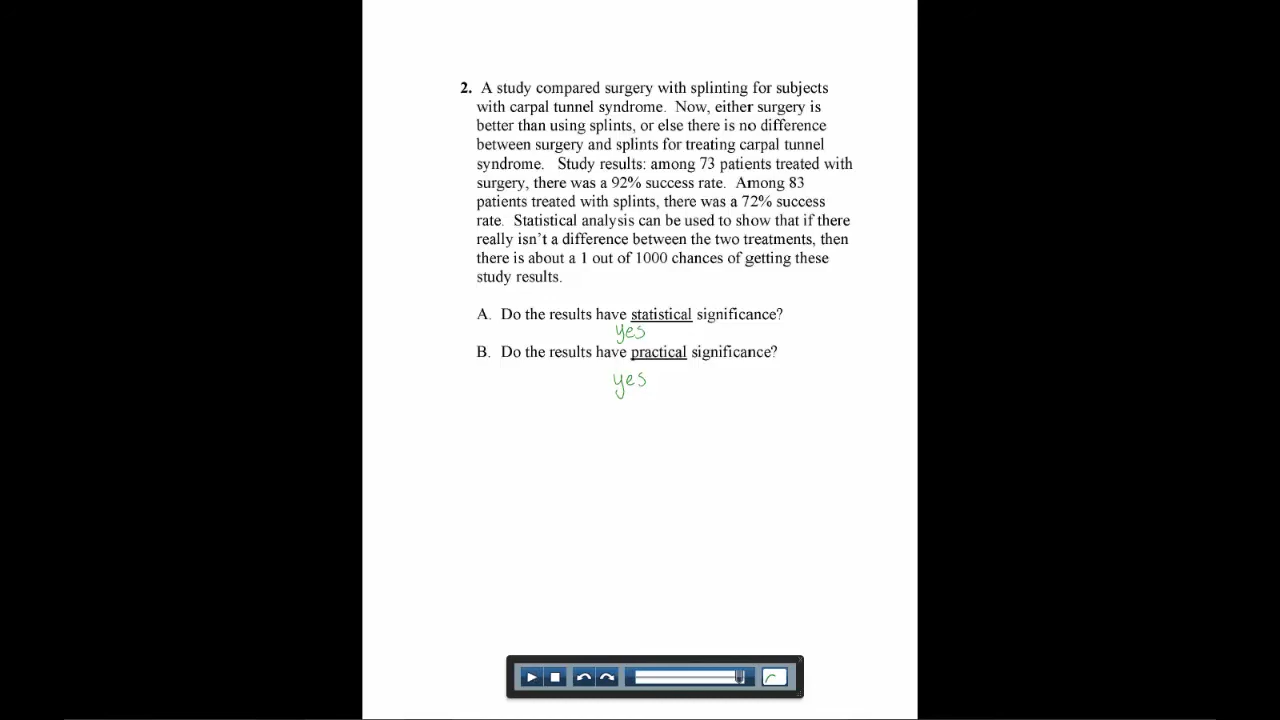 2. A study compared surgery with splinting for subjects
with carpal tunnel syndrome. Now, either surgery is
better than using splints, or else there is no difference
between surgery and splints for treating carpal tunnel
syndrome. Study results: among 73 patients treated with
surgery, there was a 92% success rate. Among 83
patients treated with splints, there was a 72% success
rate. Statistical analysis can be used to show that if there
really isn't a difference between the two treatments, then
there is about a 1 out of 1000 chances of getting these
study results.
A. Do the results have statistical significance?
yes
B. Do the results have practical significance?
yes